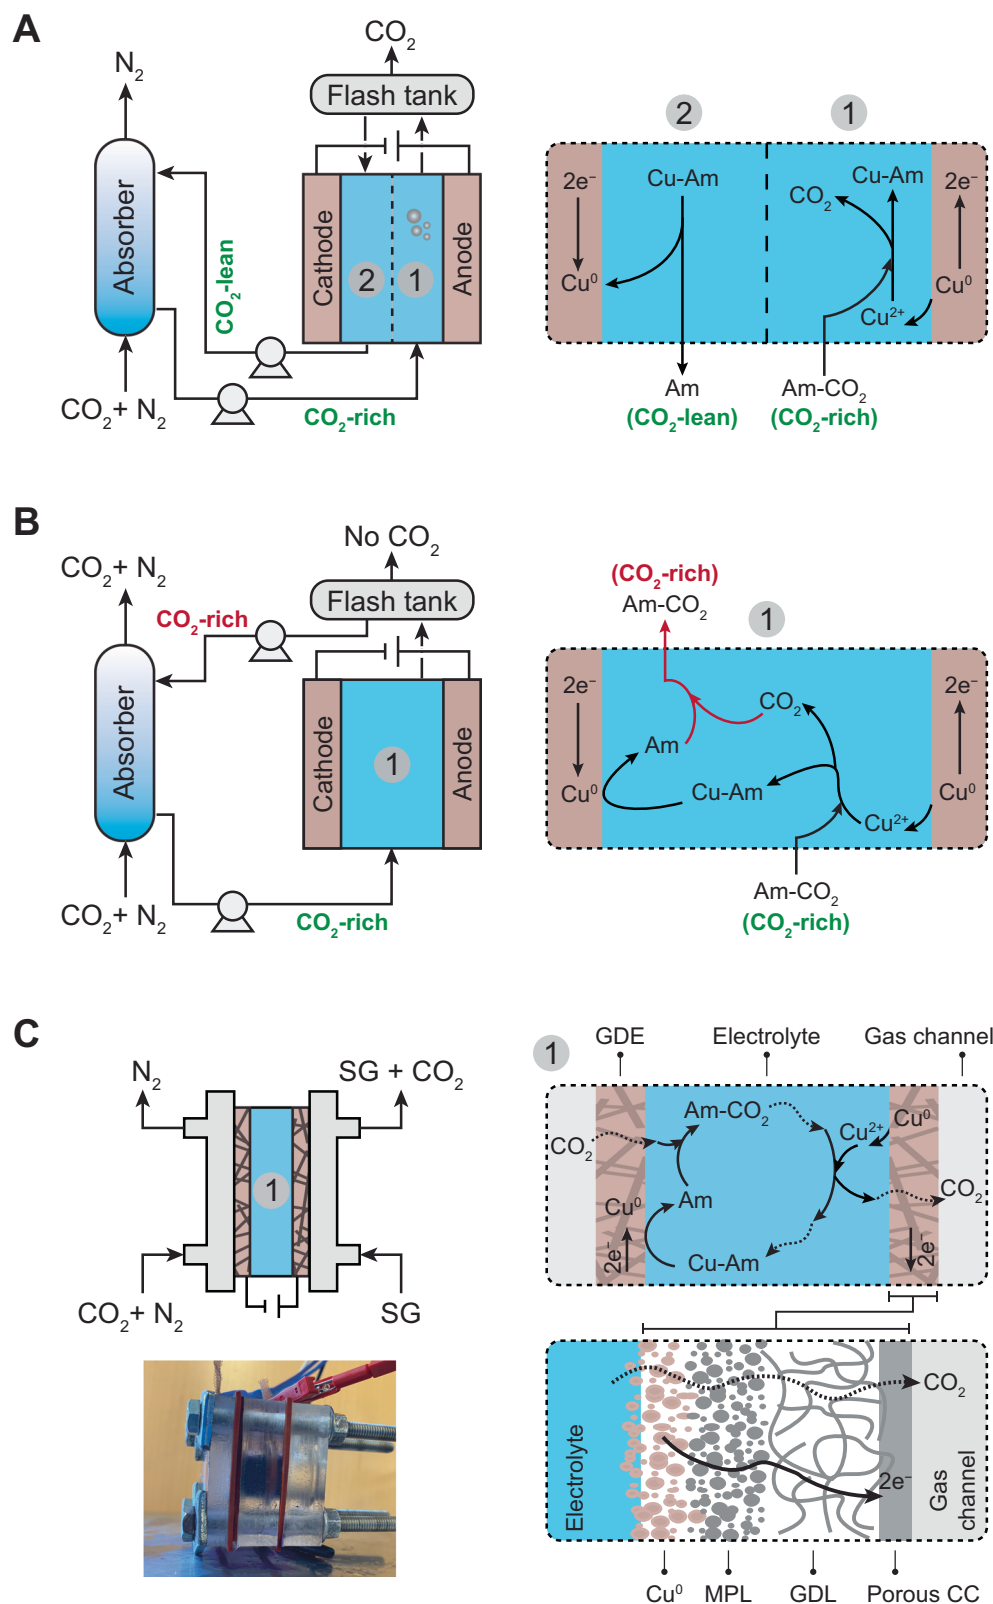 A
N₂
CO₂
Flash tank
Absorber
CO₂-lean
Cathode
2
1
Anode
CO₂+ N₂
CO₂-rich
2
1
2e⁻
Cu-Am
CO₂
Cu-Am
2e⁻
Cu⁰
Cu²⁺
Cu⁰
Am
(CO₂-lean)
Am-CO₂
(CO₂-rich)
B
CO₂+ N₂
No CO₂
Flash tank
CO₂-rich
Absorber
Cathode
1
Anode
CO₂+ N₂
CO₂-rich
(CO₂-rich)
Am-CO₂
1
2e⁻
CO₂
2e⁻
Am
Cu⁰
Cu-Am
Cu²⁺
Cu⁰
Am-CO₂
(CO₂-rich)
C
N₂
SG + CO₂
1
CO₂+ N₂
SG
1
GDE
Electrolyte
Gas channel
CO₂
Am-CO₂
Cu²⁺
Cu⁰
Cu⁰
Am
CO₂
2e⁻
Cu-Am
2e⁻
Electrolyte
CO₂
2e⁻
Gas
channel
Cu⁰
MPL
GDL
Porous CC